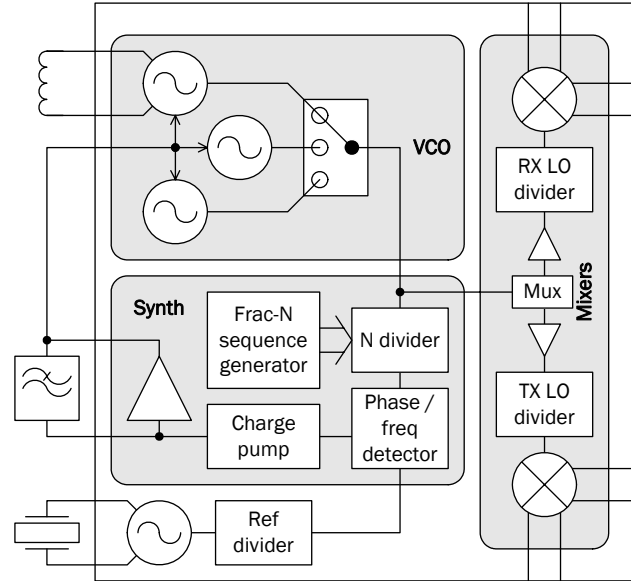 VCO
RX LO
divider
Mux
Mixers
TX LO
divider
Synth
Frac-N
sequence
generator
N divider
Charge
pump
Phase /
freq
detector
Ref
divider